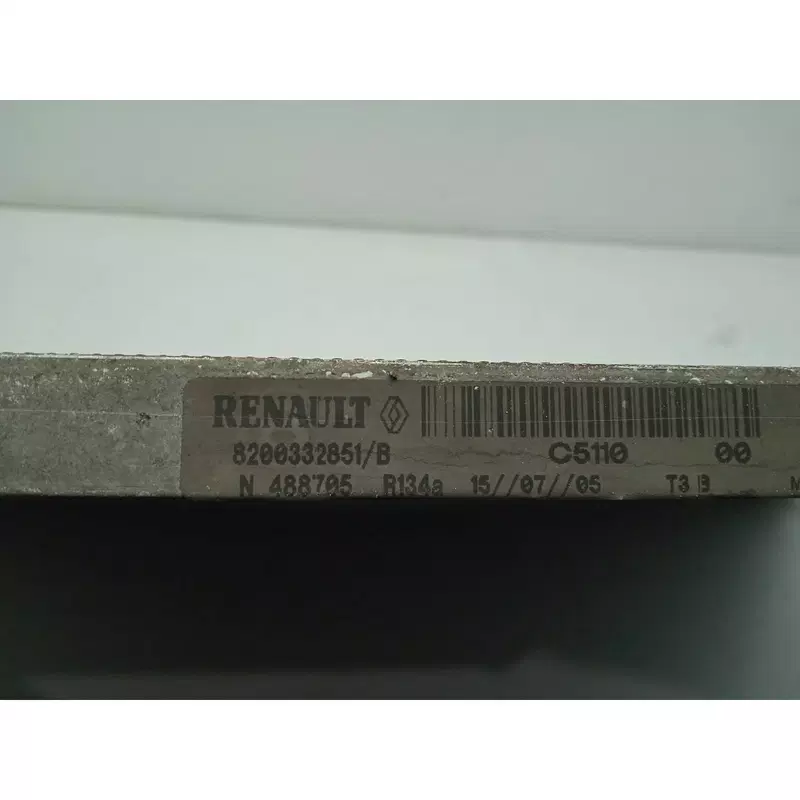 RENAULT
8200332851/B C5110 00
N 488705 R134a 15//07//05 T3 B M